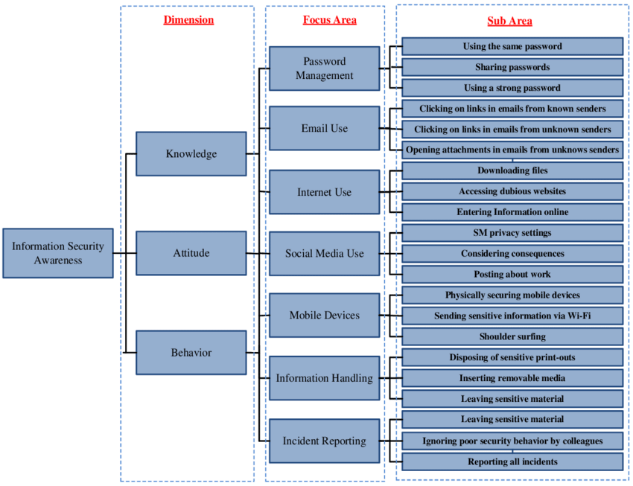 Dimension
Focus Area
Sub Area
Information Security
Awareness
Knowledge
Attitude
Behavior
Password
Management
Email Use
Internet Use
Social Media Use
Mobile Devices
Information Handling
Incident Reporting
Using the same password
Sharing passwords
Using a strong password
Clicking on links in emails from known senders
Clicking on links in emails from unknown senders
Opening attachments in emails from unknows senders
Downloading files
Accessing dubious websites
Entering Information online
SM privacy settings
Considering consequences
Posting about work
Physically securing mobile devices
Sending sensitive information via Wi-Fi
Shoulder surfing
Disposing of sensitive print-outs
Inserting removable media
Leaving sensitive material
Leaving sensitive material
Ignoring poor security behavior by colleagues
Reporting all incidents